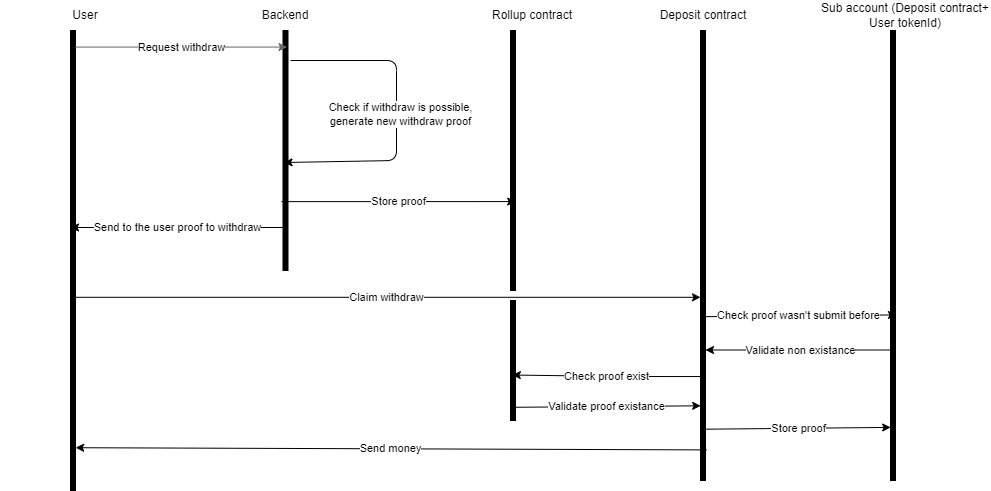 User
Backend
Rollup contract
Deposit contract
Sub account (Deposit contract+
User tokenId)
Request withdraw
Check if withdraw is possible,
generate new withdraw proof
Store proof
Send to the user proof to withdraw
Claim withdraw
Check proof wasn't submit before
Validate non existance
Check proof exist
Validate proof existance
Store proof
Send money